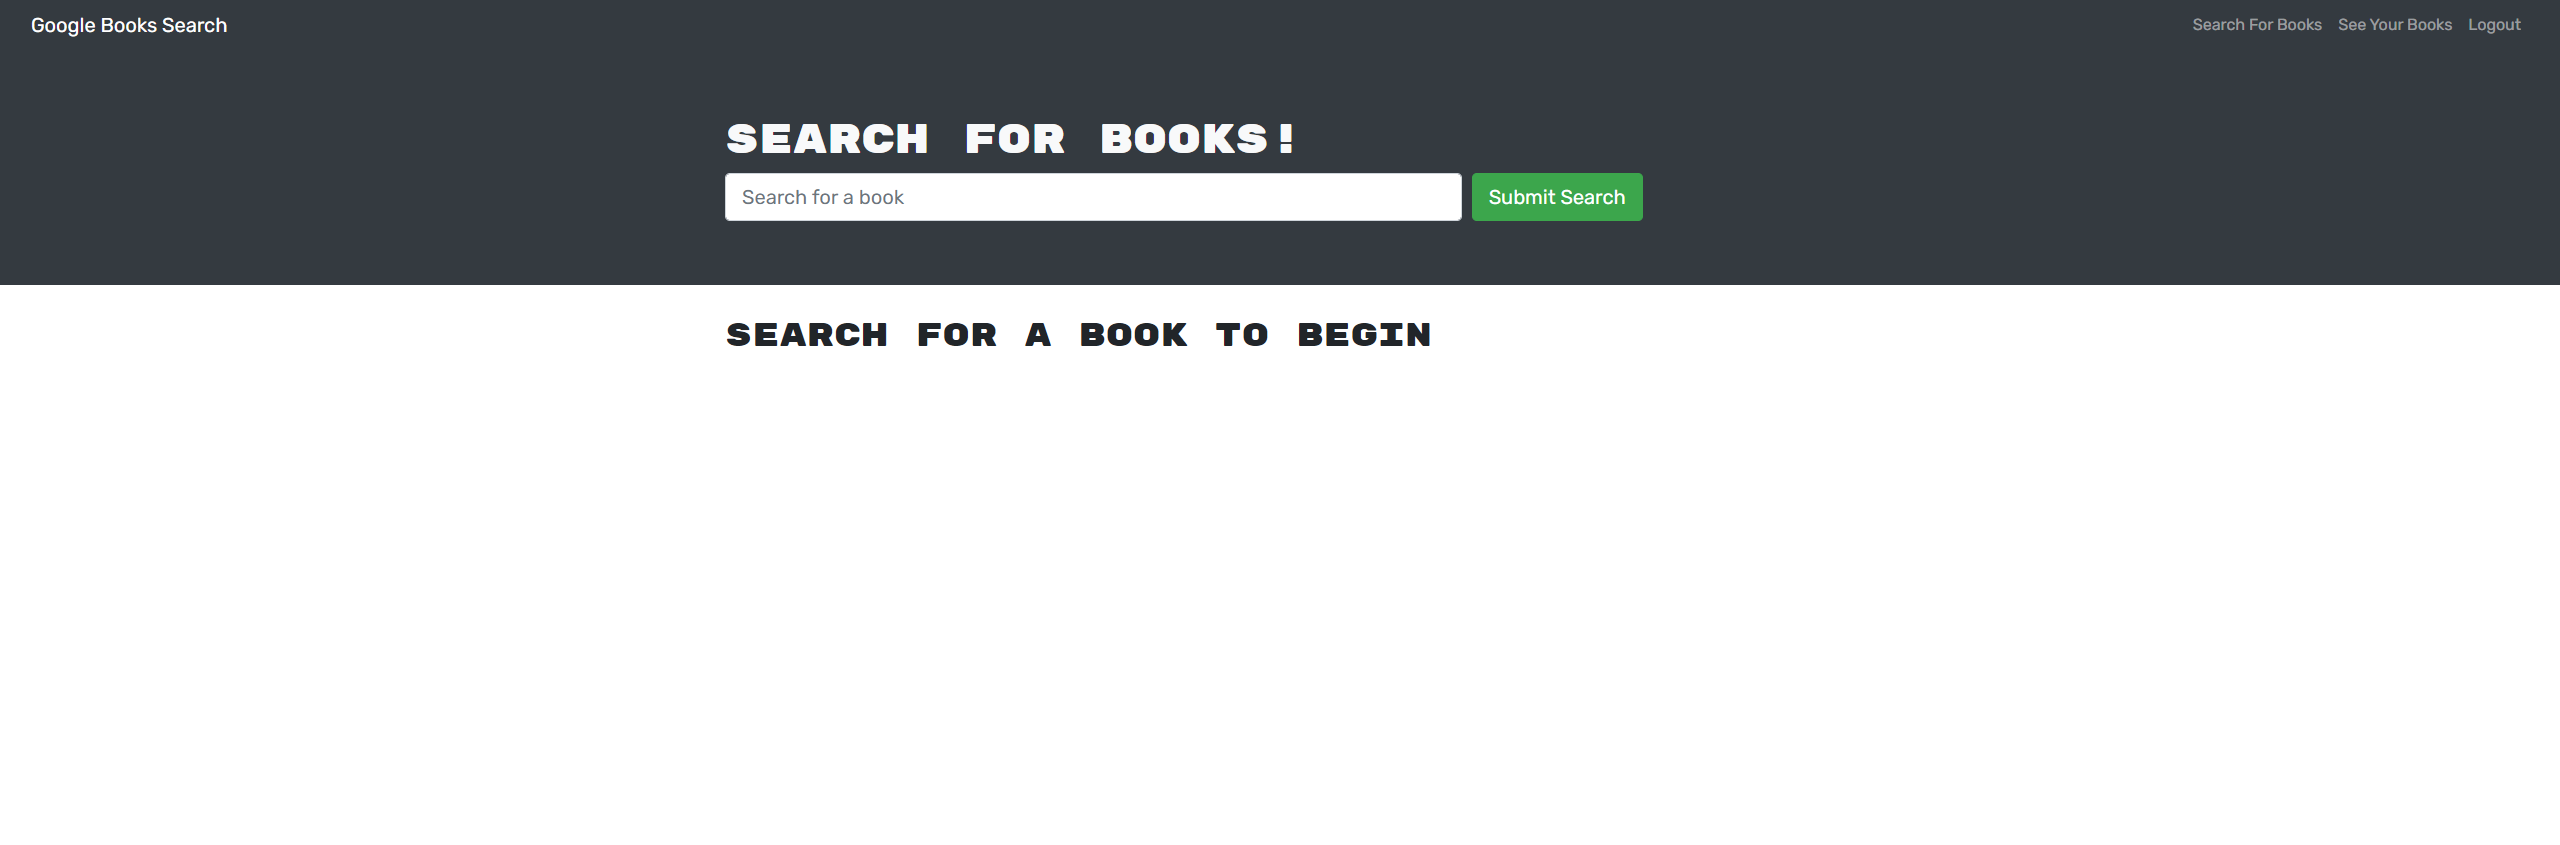 Google Books Search
Search For Books
See Your Books
Logout
SEARCH FOR BOOKS!
Search for a book
Submit Search
SEARCH FOR A BOOK TO BEGIN